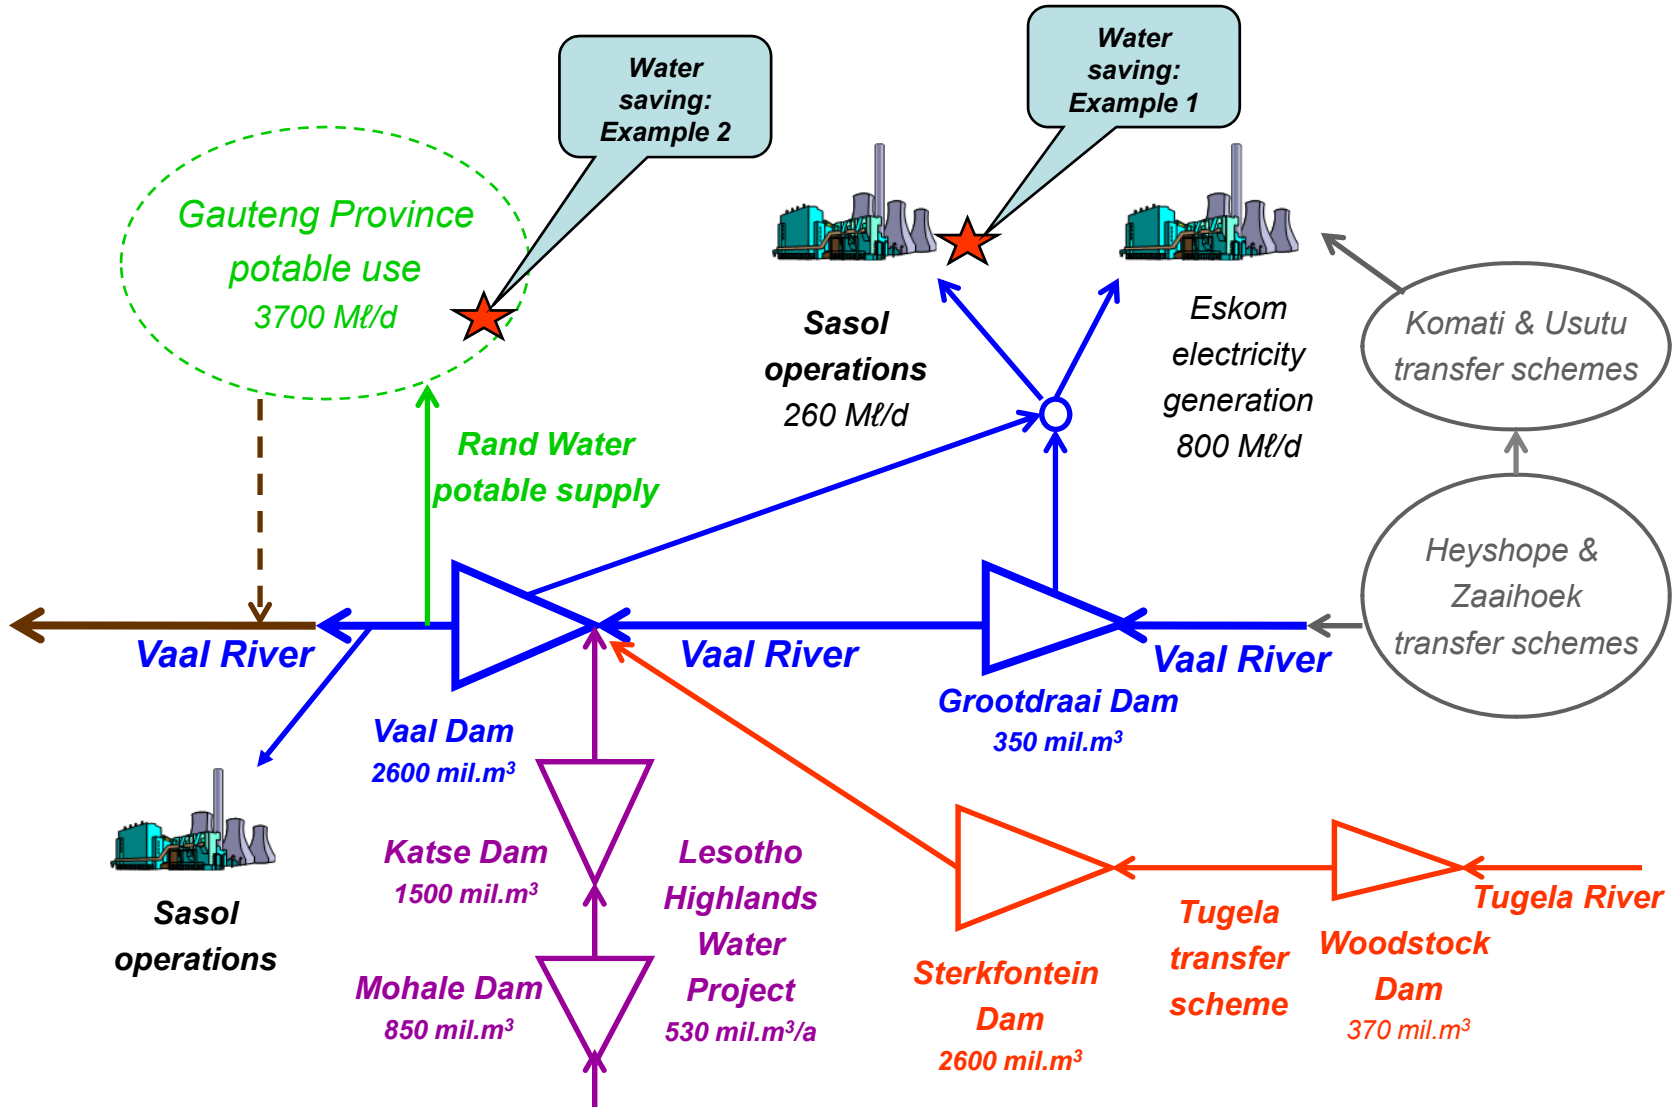 Water
saving:
Example 2
Water
saving:
Example 1
Gauteng Province
potable use
3700 Mℓ/d
Sasol
operations
260 Mℓ/d
Eskom
electricity
generation
800 Mℓ/d
Komati & Usutu
transfer schemes
Rand Water
potable supply
Heyshope &
Zaaihoek
transfer schemes
Vaal River
Vaal River
Vaal River
Vaal Dam
2600 mil.m³
Grootdraai Dam
350 mil.m³
Katse Dam
1500 mil.m³
Lesotho
Highlands
Water
Project
530 mil.m³/a
Mohale Dam
850 mil.m³
Sasol
operations
Sterkfontein
Dam
2600 mil.m³
Tugela
transfer
scheme
Woodstock
Dam
370 mil.m³
Tugela River